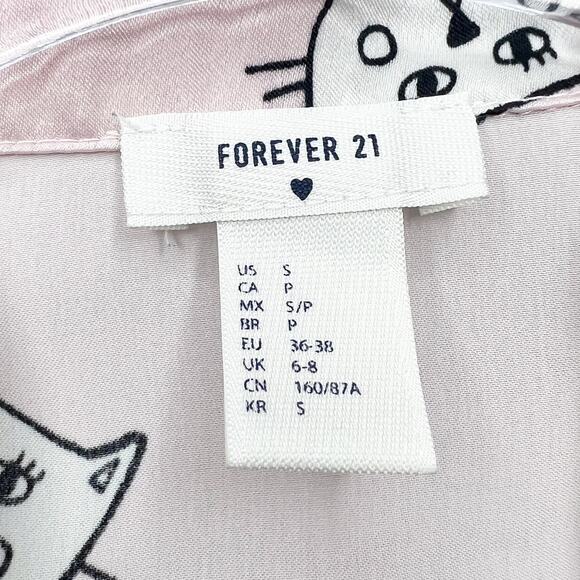 FOREVER 21
US S
CA P
MX S/P
BR P
EU 36-38
UK 6-8
CN 160/87A
KR S